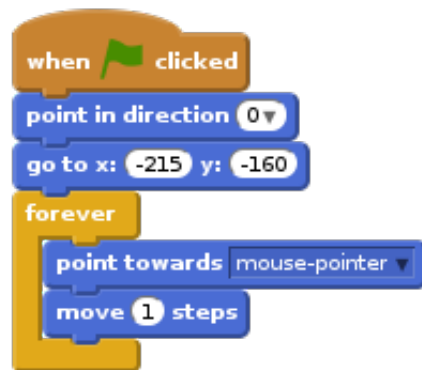 when clicked
point in direction 0
go to x: -215 y: -160
forever
point towards mouse-pointer
move 1 steps